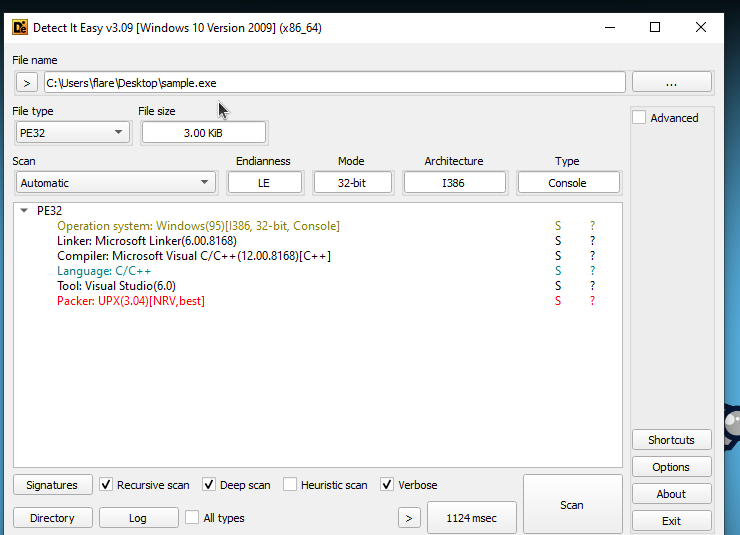 Detect It Easy v3.09 [Windows 10 Version 2009] (x86_64)
File name
> C:\Users\flare\Desktop\sample.exe ...
File type File size
PE32 3.00 KiB Advanced
Scan Endianness Mode Architecture Type
Automatic LE 32-bit I386 Console
PE32
Operation system: Windows(95)[I386, 32-bit, Console] S ?
Linker: Microsoft Linker(6.00.8168) S ?
Compiler: Microsoft Visual C/C++(12.00.8168)[C++] S ?
Language: C/C++ S ?
Tool: Visual Studio(6.0) S ?
Packer: UPX(3.04)[NRV,best] S ?
Shortcuts
Options
About
Exit
Signatures Recursive scan Deep scan Heuristic scan Verbose
Directory Log All types > 1124 msec Scan